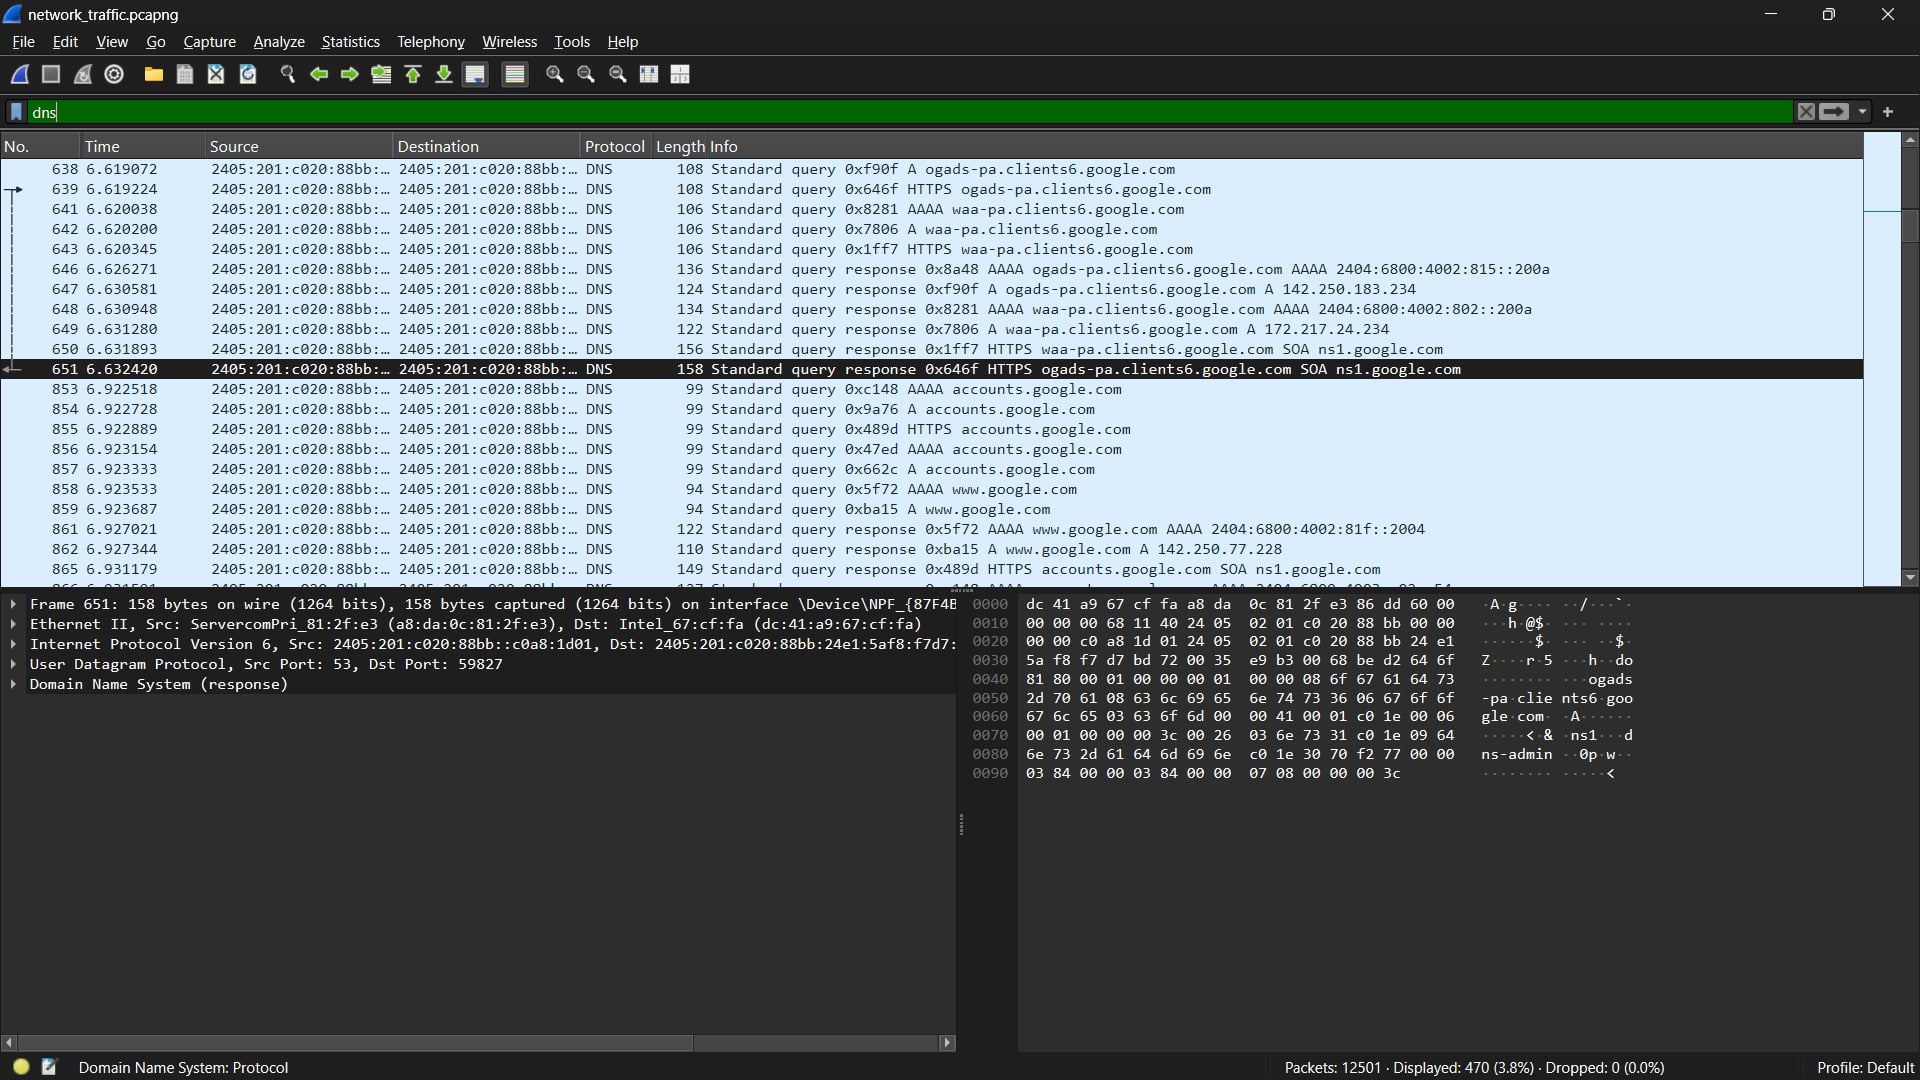 network_traffic.pcapng
File Edit View Go Capture Analyze Statistics Telephony Wireless Tools Help
dns
No. Time Source Destination Protocol Length Info
638 6.619072 2405:201:c020:88bb:… 2405:201:c020:88bb:… DNS 108 Standard query 0xf90f A ogads-pa.clients6.google.com
639 6.619224 2405:201:c020:88bb:… 2405:201:c020:88bb:… DNS 108 Standard query 0x646f HTTPS ogads-pa.clients6.google.com
641 6.620038 2405:201:c020:88bb:… 2405:201:c020:88bb:… DNS 106 Standard query 0x8281 AAAA waa-pa.clients6.google.com
642 6.620200 2405:201:c020:88bb:… 2405:201:c020:88bb:… DNS 106 Standard query 0x7806 A waa-pa.clients6.google.com
643 6.620345 2405:201:c020:88bb:… 2405:201:c020:88bb:… DNS 106 Standard query 0x1ff7 HTTPS waa-pa.clients6.google.com
646 6.626271 2405:201:c020:88bb:… 2405:201:c020:88bb:… DNS 136 Standard query response 0x8a48 AAAA ogads-pa.clients6.google.com AAAA 2404:6800:4002:815::200a
647 6.630581 2405:201:c020:88bb:… 2405:201:c020:88bb:… DNS 124 Standard query response 0xf90f A ogads-pa.clients6.google.com A 142.250.183.234
648 6.630948 2405:201:c020:88bb:… 2405:201:c020:88bb:… DNS 134 Standard query response 0x8281 AAAA waa-pa.clients6.google.com AAAA 2404:6800:4002:802::200a
649 6.631280 2405:201:c020:88bb:… 2405:201:c020:88bb:… DNS 122 Standard query response 0x7806 A waa-pa.clients6.google.com A 172.217.24.234
650 6.631893 2405:201:c020:88bb:… 2405:201:c020:88bb:… DNS 156 Standard query response 0x1ff7 HTTPS waa-pa.clients6.google.com SOA ns1.google.com
651 6.632420 2405:201:c020:88bb:… 2405:201:c020:88bb:… DNS 158 Standard query response 0x646f HTTPS ogads-pa.clients6.google.com SOA ns1.google.com
853 6.922518 2405:201:c020:88bb:… 2405:201:c020:88bb:… DNS 99 Standard query 0xc148 AAAA accounts.google.com
854 6.922728 2405:201:c020:88bb:… 2405:201:c020:88bb:… DNS 99 Standard query 0x9a76 A accounts.google.com
855 6.922889 2405:201:c020:88bb:… 2405:201:c020:88bb:… DNS 99 Standard query 0x489d HTTPS accounts.google.com
856 6.923154 2405:201:c020:88bb:… 2405:201:c020:88bb:… DNS 99 Standard query 0x47ed AAAA accounts.google.com
857 6.923333 2405:201:c020:88bb:… 2405:201:c020:88bb:… DNS 99 Standard query 0x662c A accounts.google.com
858 6.923533 2405:201:c020:88bb:… 2405:201:c020:88bb:… DNS 94 Standard query 0x5f72 AAAA www.google.com
859 6.923687 2405:201:c020:88bb:… 2405:201:c020:88bb:… DNS 94 Standard query 0xba15 A www.google.com
861 6.927021 2405:201:c020:88bb:… 2405:201:c020:88bb:… DNS 122 Standard query response 0x5f72 AAAA www.google.com AAAA 2404:6800:4002:81f::2004
862 6.927344 2405:201:c020:88bb:… 2405:201:c020:88bb:… DNS 110 Standard query response 0xba15 A www.google.com A 142.250.77.228
865 6.931179 2405:201:c020:88bb:… 2405:201:c020:88bb:… DNS 149 Standard query response 0x489d HTTPS accounts.google.com SOA ns1.google.com
Frame 651: 158 bytes on wire (1264 bits), 158 bytes captured (1264 bits) on interface \Device\NPF_{87F4B
Ethernet II, Src: ServercomPri_81:2f:e3 (a8:da:0c:81:2f:e3), Dst: Intel_67:cf:fa (dc:41:a9:67:cf:fa)
Internet Protocol Version 6, Src: 2405:201:c020:88bb::c0a8:1d01, Dst: 2405:201:c020:88bb:24e1:5af8:f7d7:
User Datagram Protocol, Src Port: 53, Dst Port: 59827
Domain Name System (response)
0000 dc 41 a9 67 cf fa a8 da 0c 81 2f e3 86 dd 60 00 ·A·g···· ··/···`·
0010 00 00 00 68 11 40 24 05 02 01 c0 20 88 bb 00 00 ···h·@$· ··· ····
0020 00 00 c0 a8 1d 01 24 05 02 01 c0 20 88 bb 24 e1 ······$· ··· ··$·
0030 5a f8 f7 d7 bd 72 00 35 e9 b3 00 68 be d2 64 6f Z····r·5 ···h··do
0040 81 80 00 01 00 00 00 01 00 00 08 6f 67 61 64 73 ········ ···ogads
0050 2d 70 61 08 63 6c 69 65 6e 74 73 36 06 67 6f 6f -pa·clie nts6·goo
0060 67 6c 65 03 63 6f 6d 00 00 41 00 01 c0 1e 00 06 gle·com· ·A······
0070 00 01 00 00 00 3c 00 26 03 6e 73 31 c0 1e 09 64 ·····<·& ·ns1···d
0080 6e 73 2d 61 64 6d 69 6e c0 1e 30 70 f2 77 00 00 ns-admin ··0p·w··
0090 03 84 00 00 03 84 00 00 07 08 00 00 00 3c ········ ·····<
Domain Name System: Protocol
Packets: 12501 · Displayed: 470 (3.8%) · Dropped: 0 (0.0%)
Profile: Default